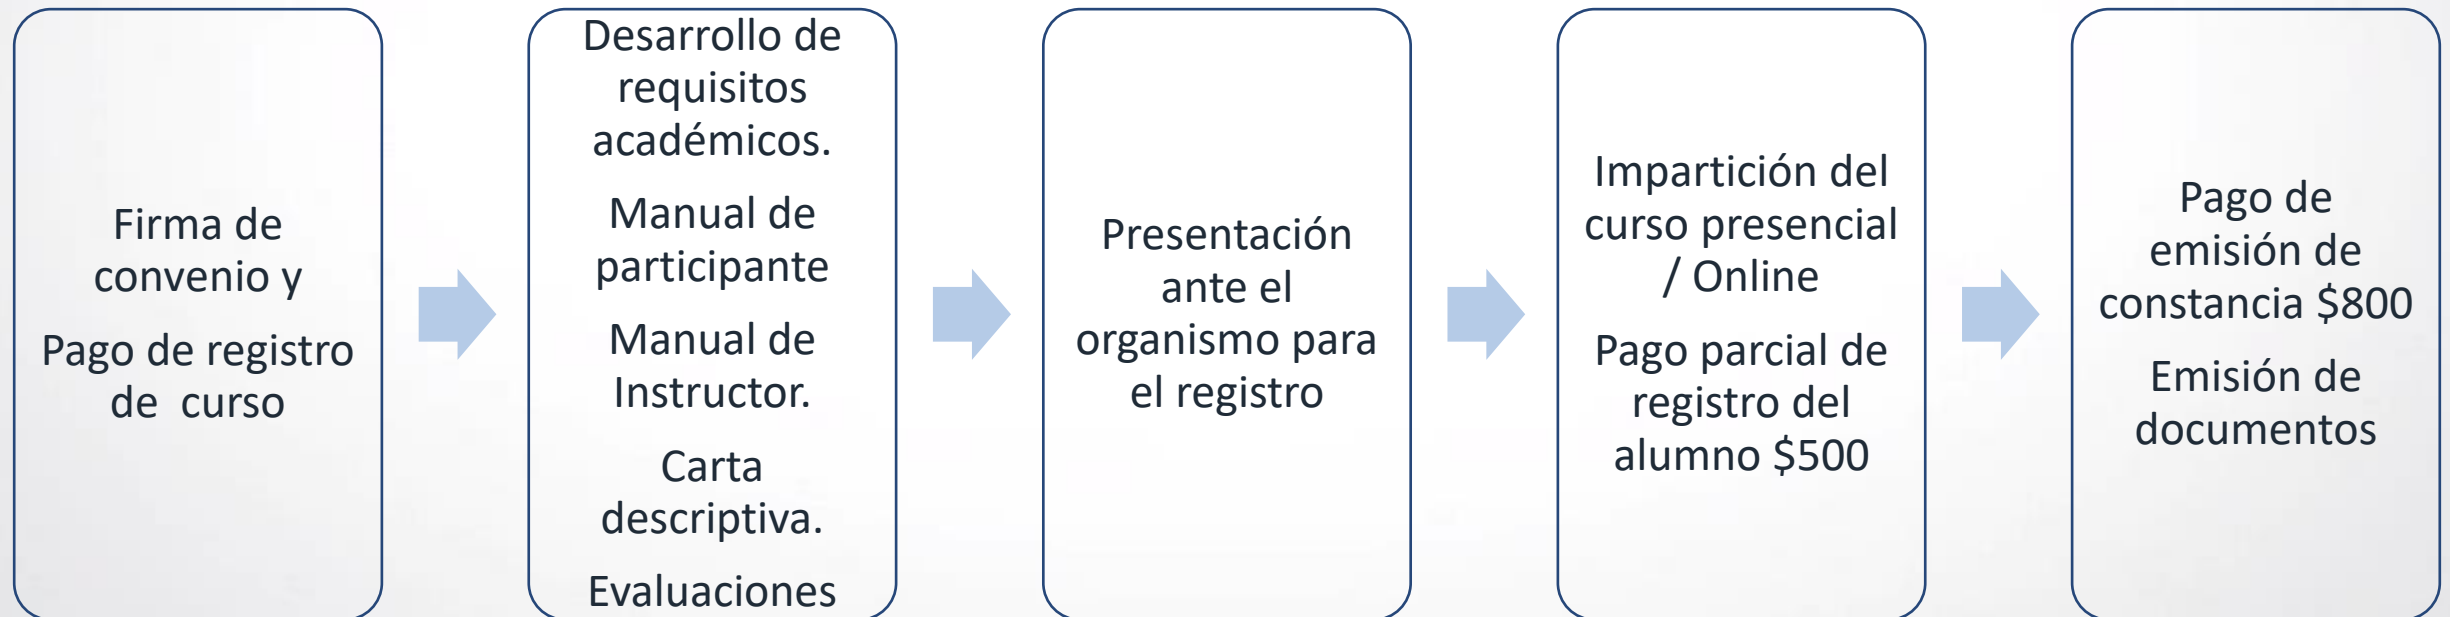 Firma de
convenio y
Pago de registro
de curso
Desarrollo de
requisitos
académicos.
Manual de
participante
Manual de
Instructor.
Carta
descriptiva.
Evaluaciones
Presentación
ante el
organismo para
el registro
Impartición del
curso presencial
/ Online
Pago parcial de
registro del
alumno $500
Pago de
emisión de
constancia $800
Emisión de
documentos